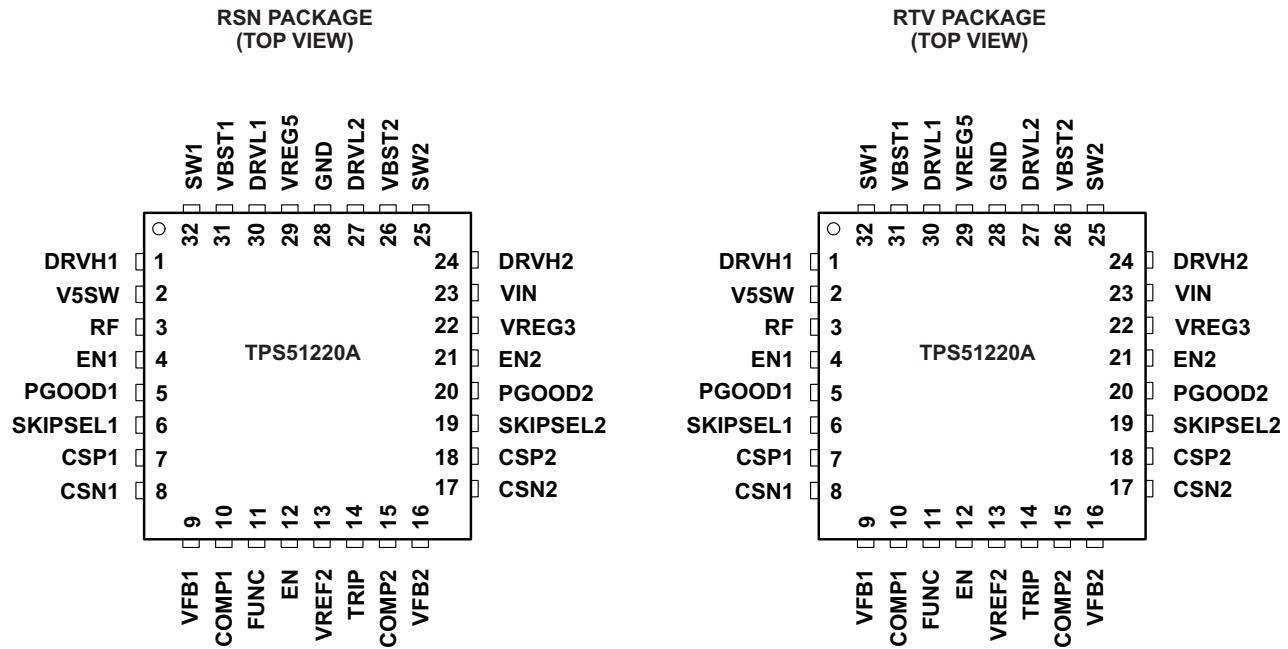 RSN PACKAGE
(TOP VIEW)
SW1
VBST1
DRVL1
VREG5
GND
DRVL2
VBST2
SW2
32
31
30
29
28
27
26
25
DRVH1 1
V5SW 2
RF 3
EN1 4
PGOOD1 5
SKIPSEL1 6
CSP1 7
CSN1 8
TPS51220A
24 DRVH2
23 VIN
22 VREG3
21 EN2
20 PGOOD2
19 SKIPSEL2
18 CSP2
17 CSN2
9
10
11
12
13
14
15
16
VFB1
COMP1
FUNC
EN
VREF2
TRIP
COMP2
VFB2
RTV PACKAGE
(TOP VIEW)
SW1
VBST1
DRVL1
VREG5
GND
DRVL2
VBST2
SW2
32
31
30
29
28
27
26
25
DRVH1 1
V5SW 2
RF 3
EN1 4
PGOOD1 5
SKIPSEL1 6
CSP1 7
CSN1 8
TPS51220A
24 DRVH2
23 VIN
22 VREG3
21 EN2
20 PGOOD2
19 SKIPSEL2
18 CSP2
17 CSN2
9
10
11
12
13
14
15
16
VFB1
COMP1
FUNC
EN
VREF2
TRIP
COMP2
VFB2